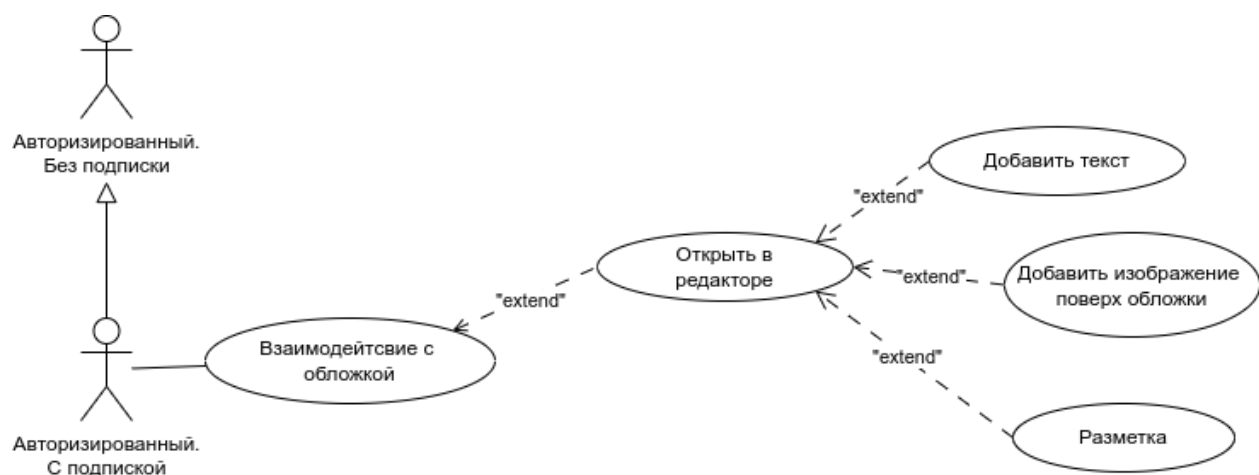 Авторизированный.
Без подписки
Добавить текст
"extend"
Открыть в
редакторе
"extend"
Добавить изображение
поверх обложки
"extend"
Взаимодейтсвие с
обложкой
"extend"
Разметка
Авторизированный.
С подпиской